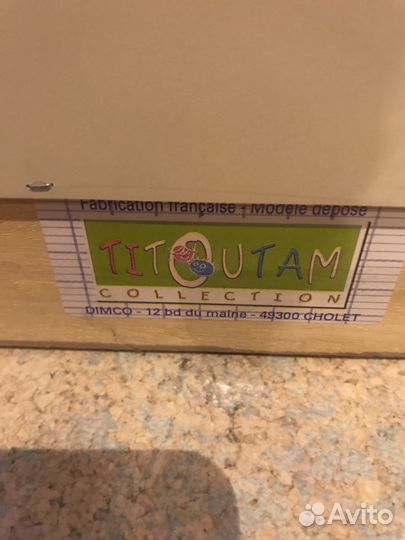 Fabrication française - Modèle déposé
TITOUTAM
COLLECTION
DIMCO - 12 bd du maine - 49300 CHOLET
Avito